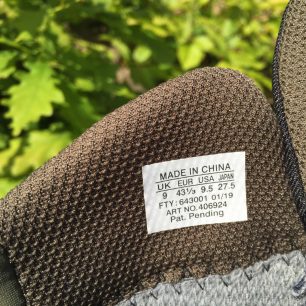 MADE IN CHINA
UK EUR USA JAPAN
9 43⅓ 9.5 27.5
FTY: 643001 01/19
ART NO. 406924
Pat. Pending